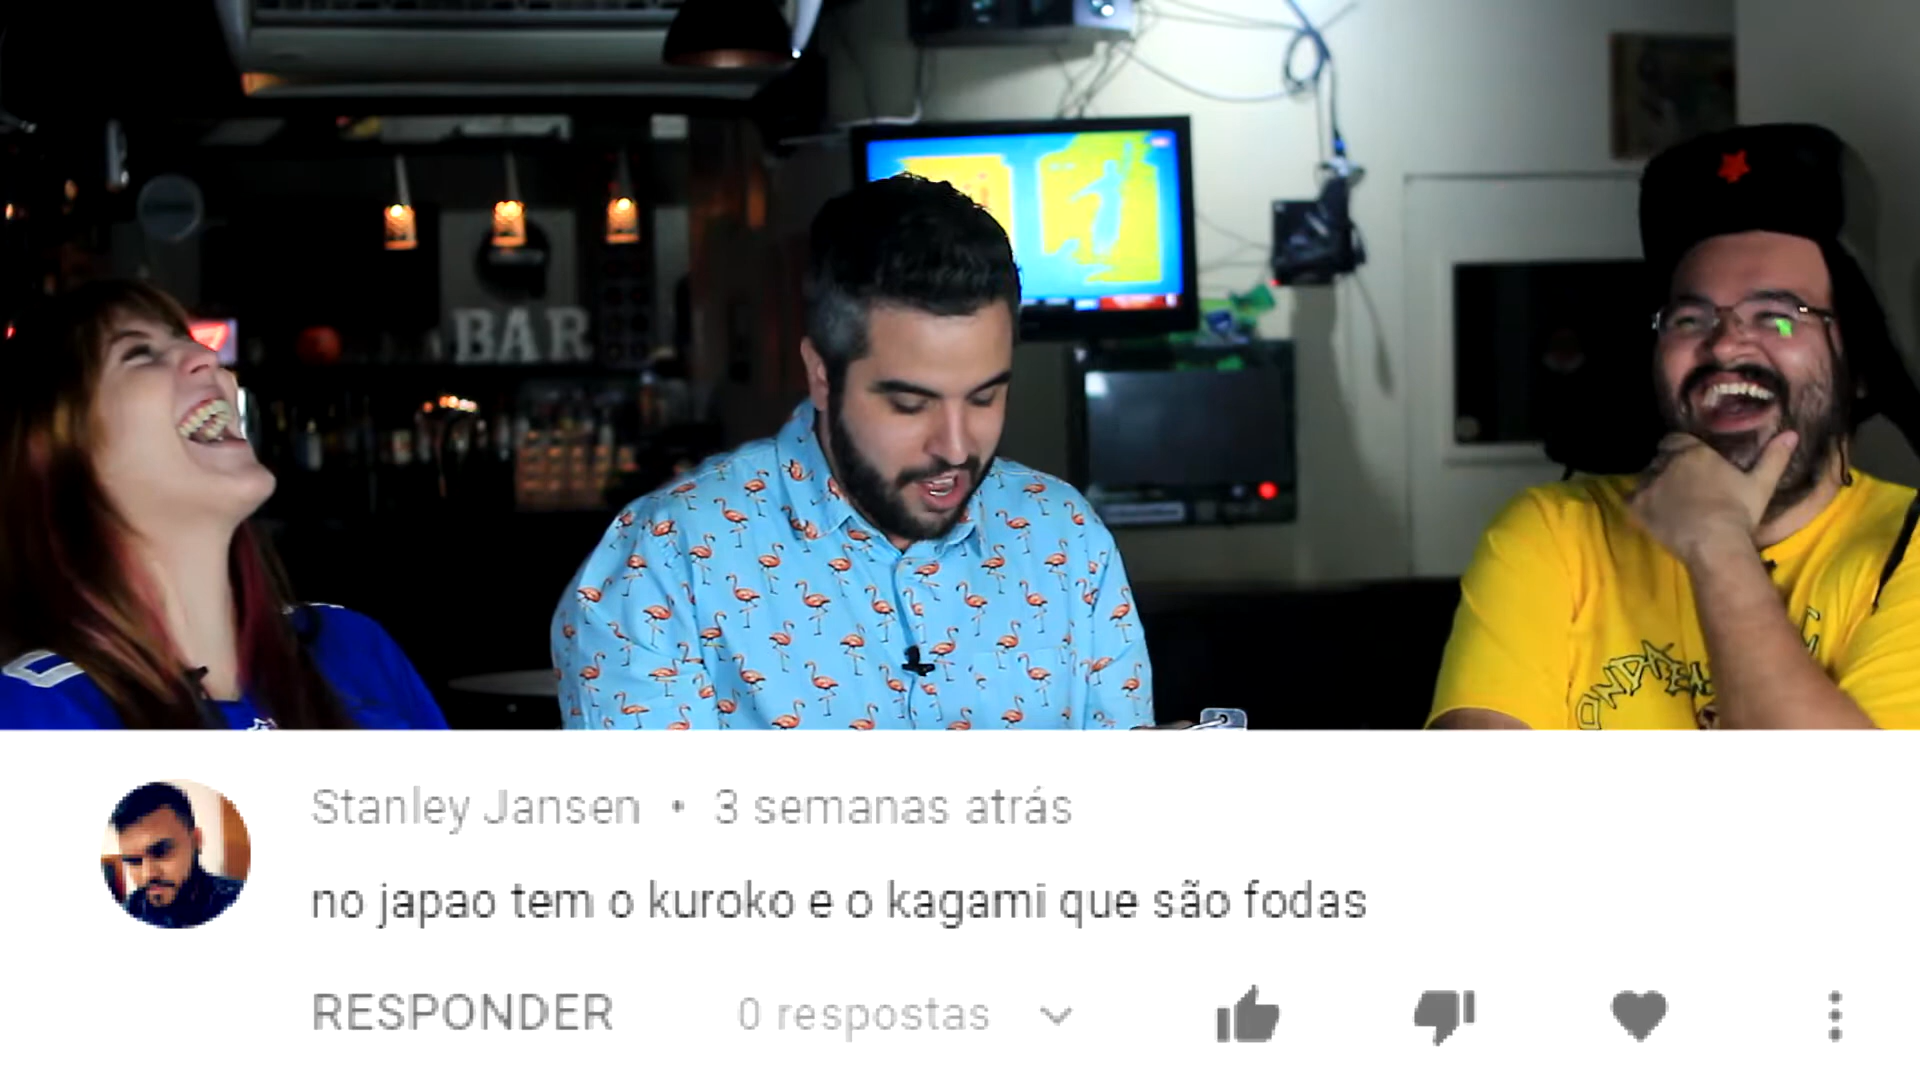 BAR
Stanley Jansen • 3 semanas atrás
no japao tem o kuroko e o kagami que são fodas
RESPONDER 0 respostas